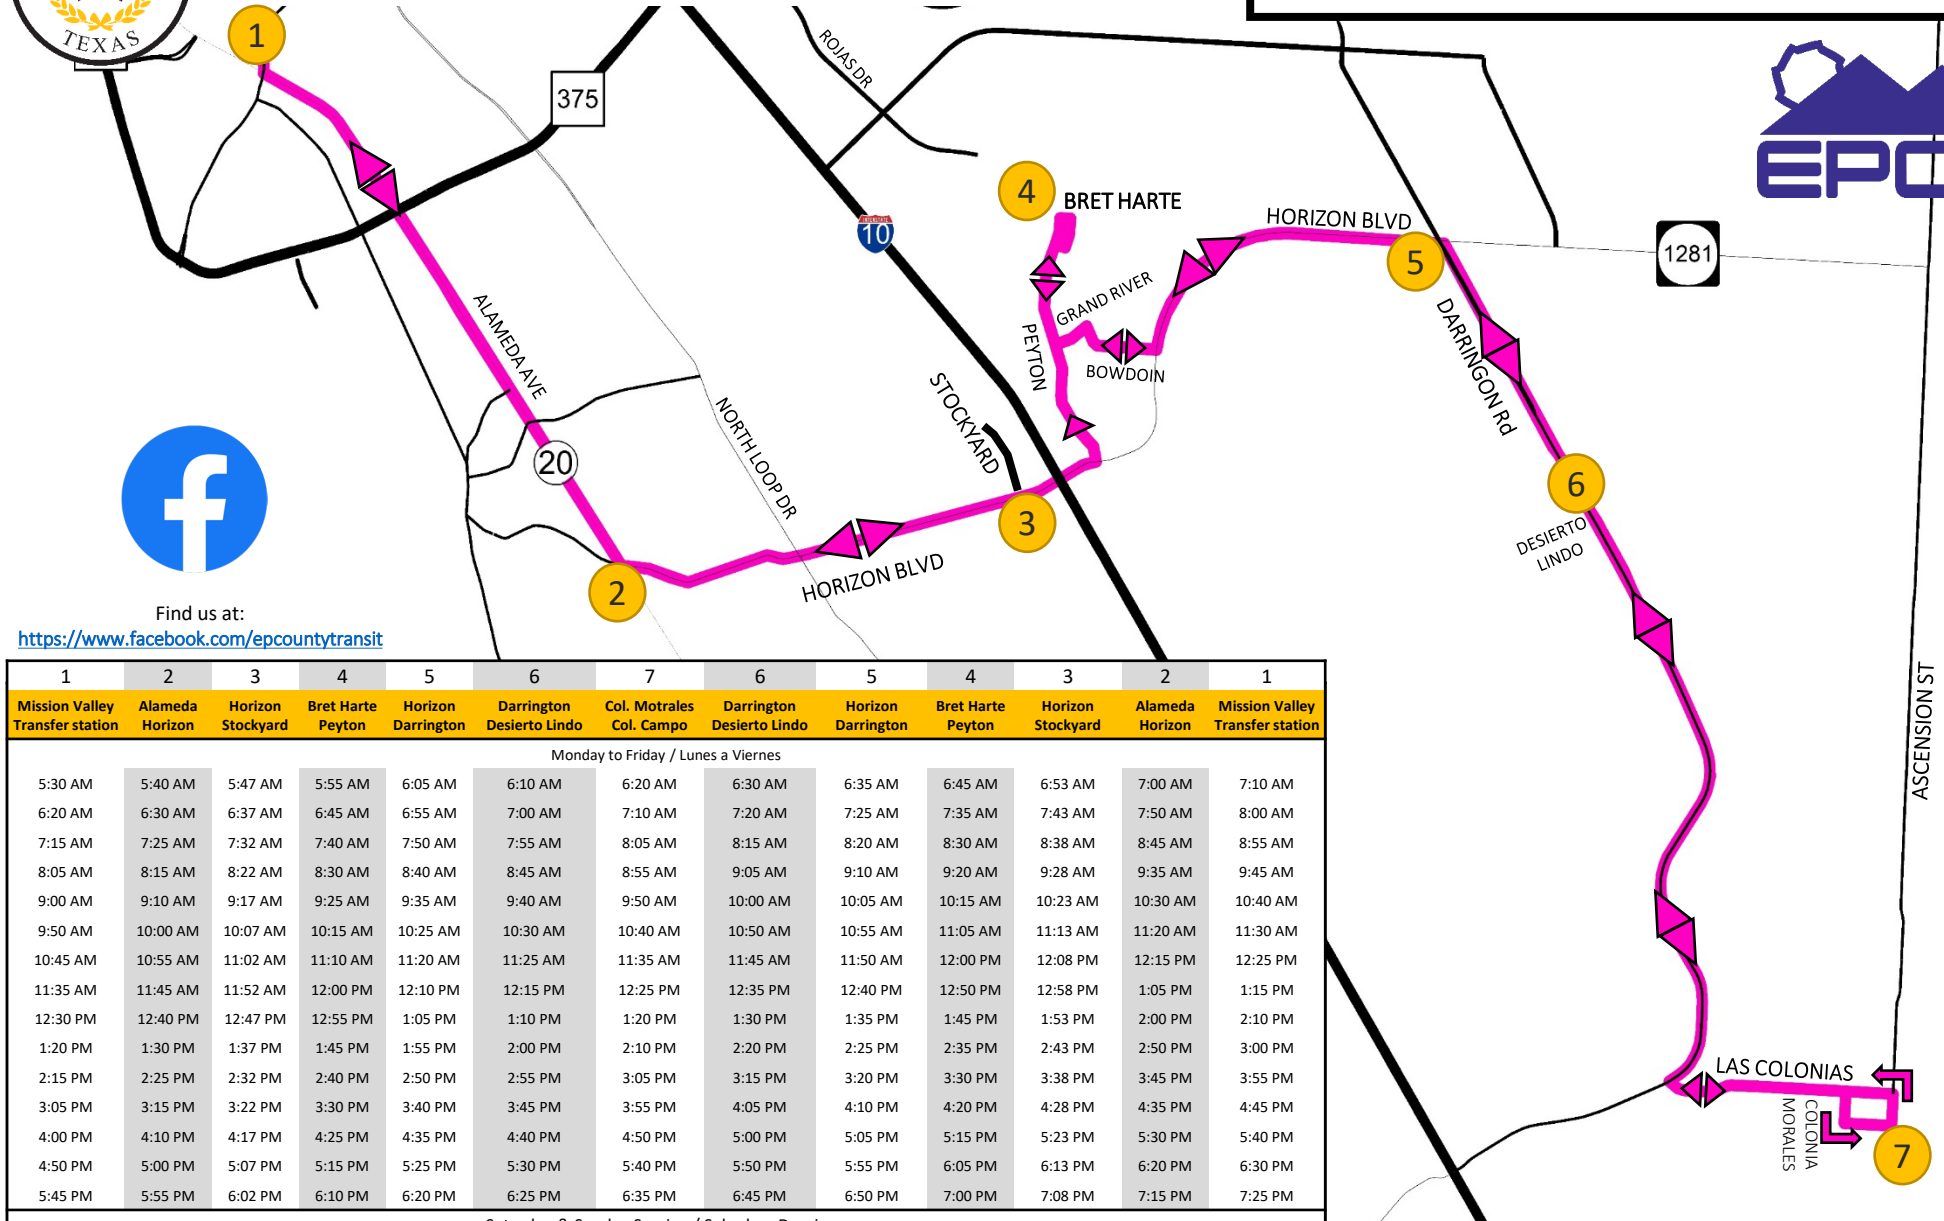 TEXAS
1
375
ROJAS DR
10
4
BRET HARTE
HORIZON BLVD
5
1281
EPC
GRAND RIVER
PEYTON
BOWDOIN
DARRINGON Rd
ALAMEDA AVE
20
NORTH LOOP DR
STOCKYARD
3
HORIZON BLVD
2
6
DESIERTO
LINDO
ASCENSION ST
LAS COLONIAS
COLONIA
MORALES
7
Find us at:
https://www.facebook.com/epcountytransit
1 2 3 4 5 6 7 6 5 4 3 2 1
Mission Valley Transfer station Alameda Horizon Horizon Stockyard Bret Harte Peyton Horizon Darrington Darrington Desierto Lindo Col. Motrales Col. Campo Darrington Desierto Lindo Horizon Darrington Bret Harte Peyton Horizon Stockyard Alameda Horizon Mission Valley Transfer station
Monday to Friday / Lunes a Viernes
5:30 AM 5:40 AM 5:47 AM 5:55 AM 6:05 AM 6:10 AM 6:20 AM 6:30 AM 6:35 AM 6:45 AM 6:53 AM 7:00 AM 7:10 AM
6:20 AM 6:30 AM 6:37 AM 6:45 AM 6:55 AM 7:00 AM 7:10 AM 7:20 AM 7:25 AM 7:35 AM 7:43 AM 7:50 AM 8:00 AM
7:15 AM 7:25 AM 7:32 AM 7:40 AM 7:50 AM 7:55 AM 8:05 AM 8:15 AM 8:20 AM 8:30 AM 8:38 AM 8:45 AM 8:55 AM
8:05 AM 8:15 AM 8:22 AM 8:30 AM 8:40 AM 8:45 AM 8:55 AM 9:05 AM 9:10 AM 9:20 AM 9:28 AM 9:35 AM 9:45 AM
9:00 AM 9:10 AM 9:17 AM 9:25 AM 9:35 AM 9:40 AM 9:50 AM 10:00 AM 10:05 AM 10:15 AM 10:23 AM 10:30 AM 10:40 AM
9:50 AM 10:00 AM 10:07 AM 10:15 AM 10:25 AM 10:30 AM 10:40 AM 10:50 AM 10:55 AM 11:05 AM 11:13 AM 11:20 AM 11:30 AM
10:45 AM 10:55 AM 11:02 AM 11:10 AM 11:20 AM 11:25 AM 11:35 AM 11:45 AM 11:50 AM 12:00 PM 12:08 PM 12:15 PM 12:25 PM
11:35 AM 11:45 AM 11:52 AM 12:00 PM 12:10 PM 12:15 PM 12:25 PM 12:35 PM 12:40 PM 12:50 PM 12:58 PM 1:05 PM 1:15 PM
12:30 PM 12:40 PM 12:47 PM 12:55 PM 1:05 PM 1:10 PM 1:20 PM 1:30 PM 1:35 PM 1:45 PM 1:53 PM 2:00 PM 2:10 PM
1:20 PM 1:30 PM 1:37 PM 1:45 PM 1:55 PM 2:00 PM 2:10 PM 2:20 PM 2:25 PM 2:35 PM 2:43 PM 2:50 PM 3:00 PM
2:15 PM 2:25 PM 2:32 PM 2:40 PM 2:50 PM 2:55 PM 3:05 PM 3:15 PM 3:20 PM 3:30 PM 3:38 PM 3:45 PM 3:55 PM
3:05 PM 3:15 PM 3:22 PM 3:30 PM 3:40 PM 3:45 PM 3:55 PM 4:05 PM 4:10 PM 4:20 PM 4:28 PM 4:35 PM 4:45 PM
4:00 PM 4:10 PM 4:17 PM 4:25 PM 4:35 PM 4:40 PM 4:50 PM 5:00 PM 5:05 PM 5:15 PM 5:23 PM 5:30 PM 5:40 PM
4:50 PM 5:00 PM 5:07 PM 5:15 PM 5:25 PM 5:30 PM 5:40 PM 5:50 PM 5:55 PM 6:05 PM 6:13 PM 6:20 PM 6:30 PM
5:45 PM 5:55 PM 6:02 PM 6:10 PM 6:20 PM 6:25 PM 6:35 PM 6:45 PM 6:50 PM 7:00 PM 7:08 PM 7:15 PM 7:25 PM